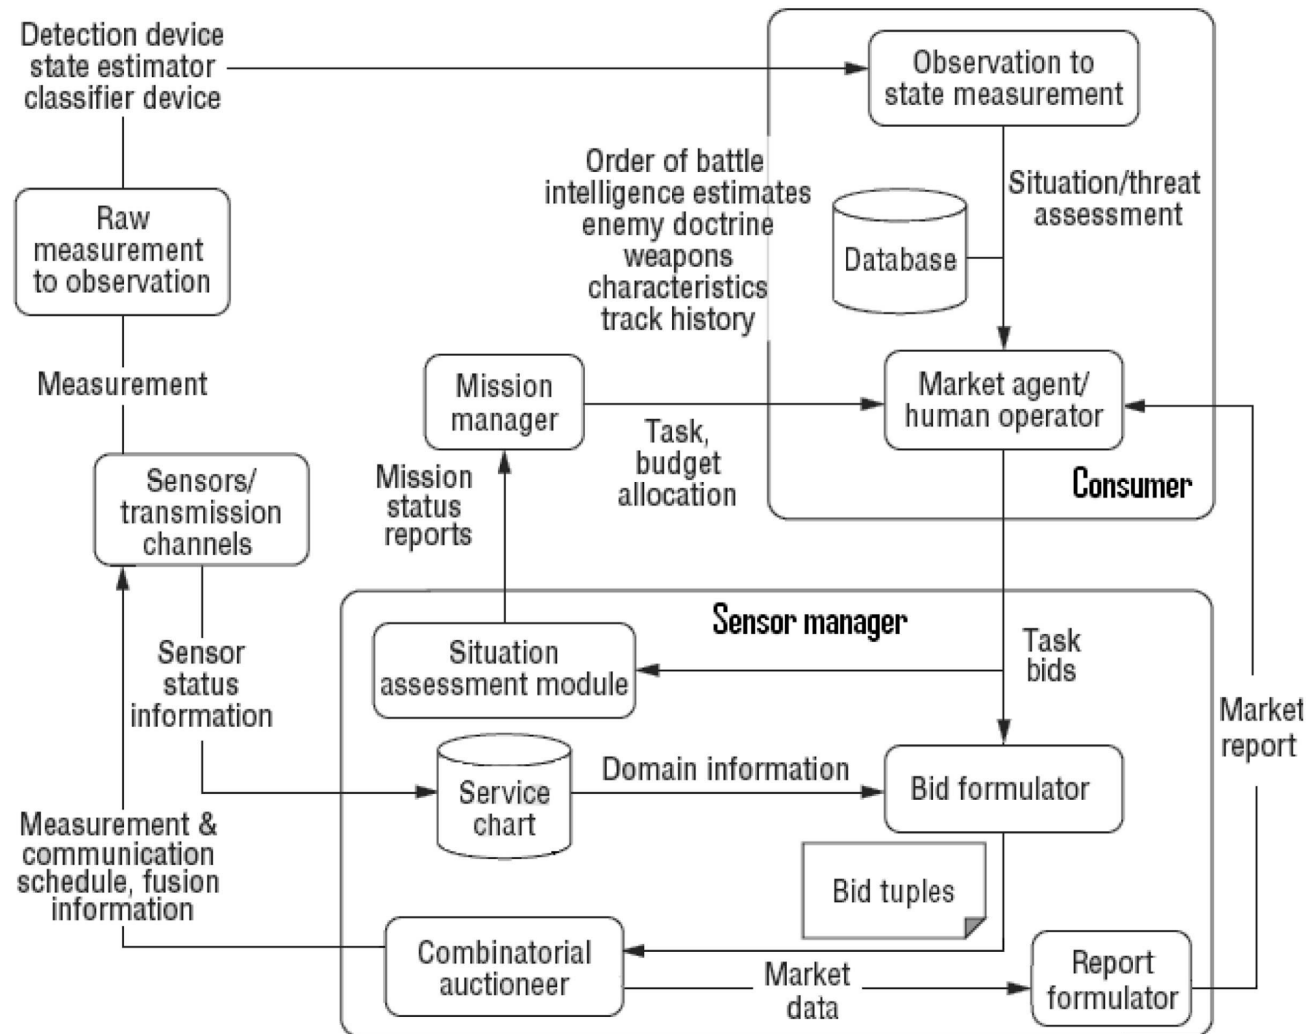 Detection device
state estimator
classifier device
Observation to
state measurement
Order of battle
intelligence estimates
enemy doctrine
weapons
characteristics
track history
Situation/threat
assessment
Raw
measurement
to observation
Database
Measurement
Mission
manager
Market agent/
human operator
Task,
budget
allocation
Consumer
Sensors/
transmission
channels
Mission
status
reports
Sensor manager
Situation
assessment module
Task
bids
Sensor
status
information
Market
report
Service
chart
Domain information
Bid formulator
Measurement &
communication
schedule, fusion
information
Bid tuples
Combinatorial
auctioneer
Market
data
Report
formulator